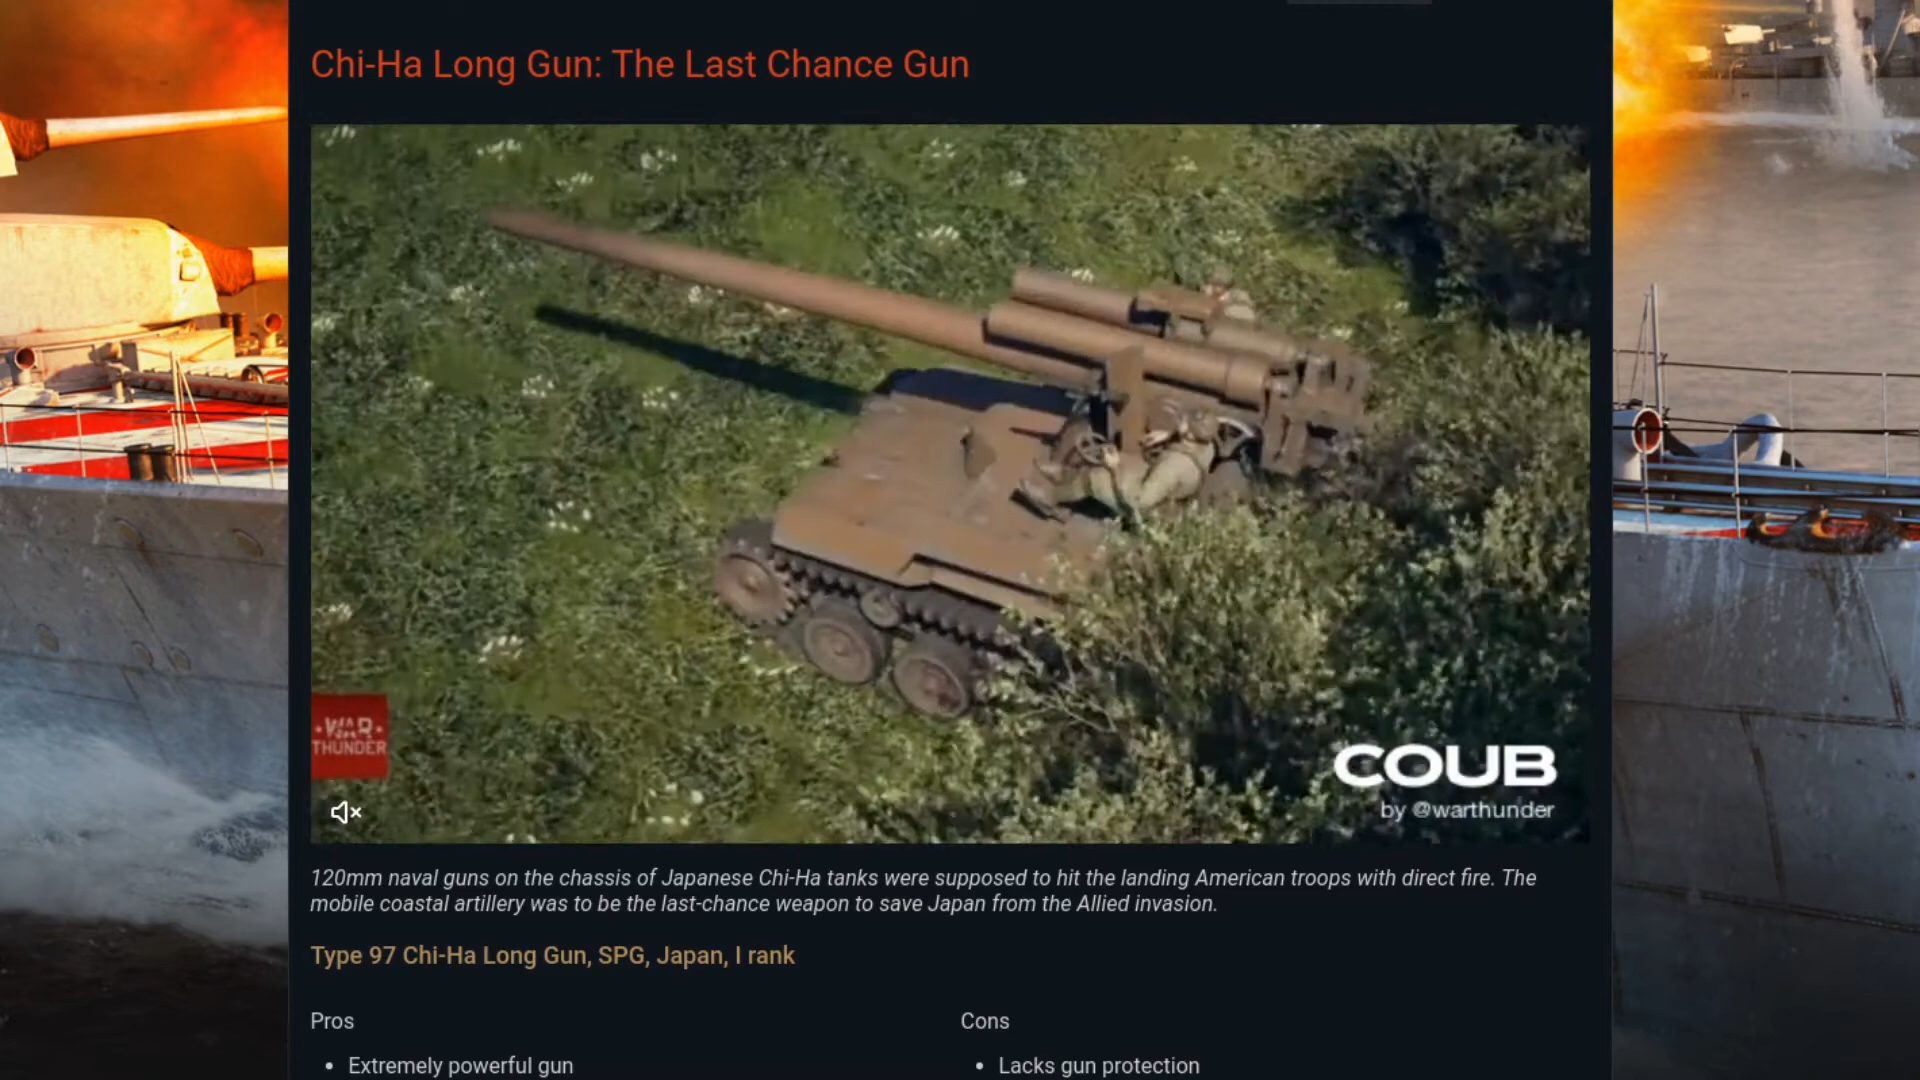 Chi-Ha Long Gun: The Last Chance Gun
WAR
THUNDER
COUB
by @warthunder
120mm naval guns on the chassis of Japanese Chi-Ha tanks were supposed to hit the landing American troops with direct fire. The
mobile coastal artillery was to be the last-chance weapon to save Japan from the Allied invasion.
Type 97 Chi-Ha Long Gun, SPG, Japan, I rank
Pros
Cons
• Extremely powerful gun
• Lacks gun protection